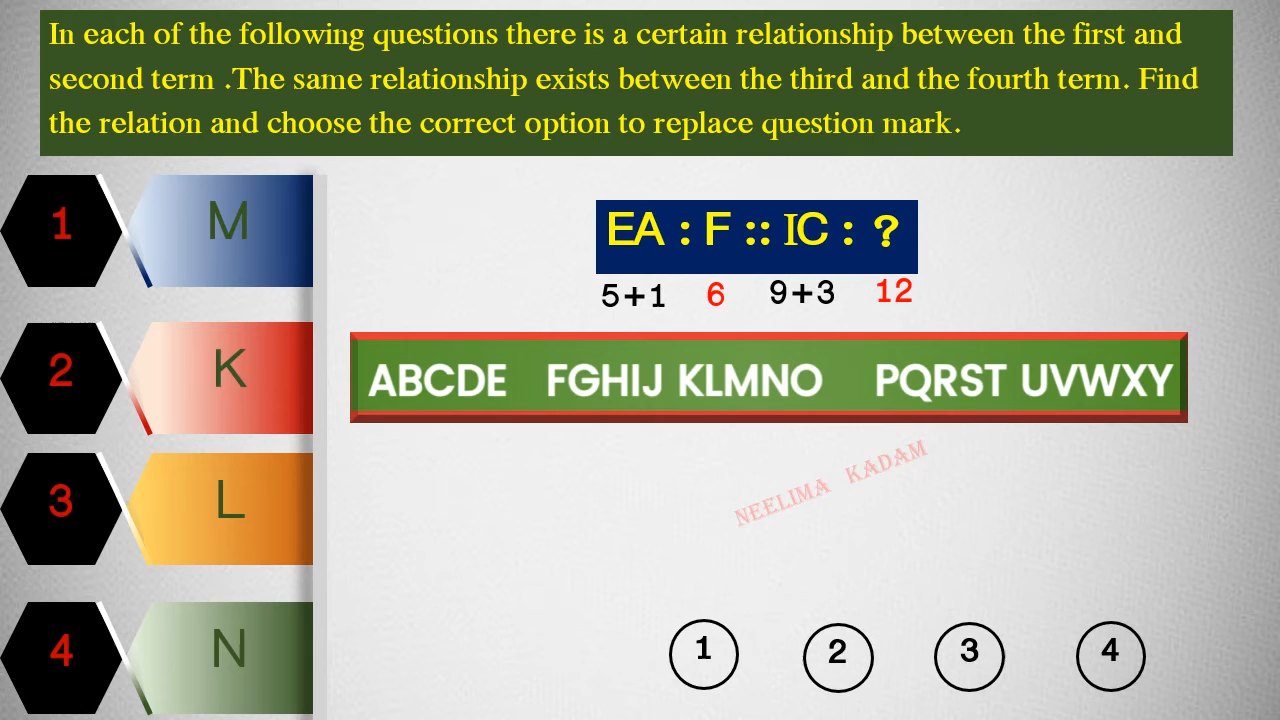 In each of the following questions there is a certain relationship between the first and
second term .The same relationship exists between the third and the fourth term. Find
the relation and choose the correct option to replace question mark.
1 M
EA : F :: IC : ?
5+1 6 9+3 12
2 K
ABCDE FGHIJ KLMNO PQRST UVWXY
3 L
NEELIMA KADAM
4 N
1 2 3 4